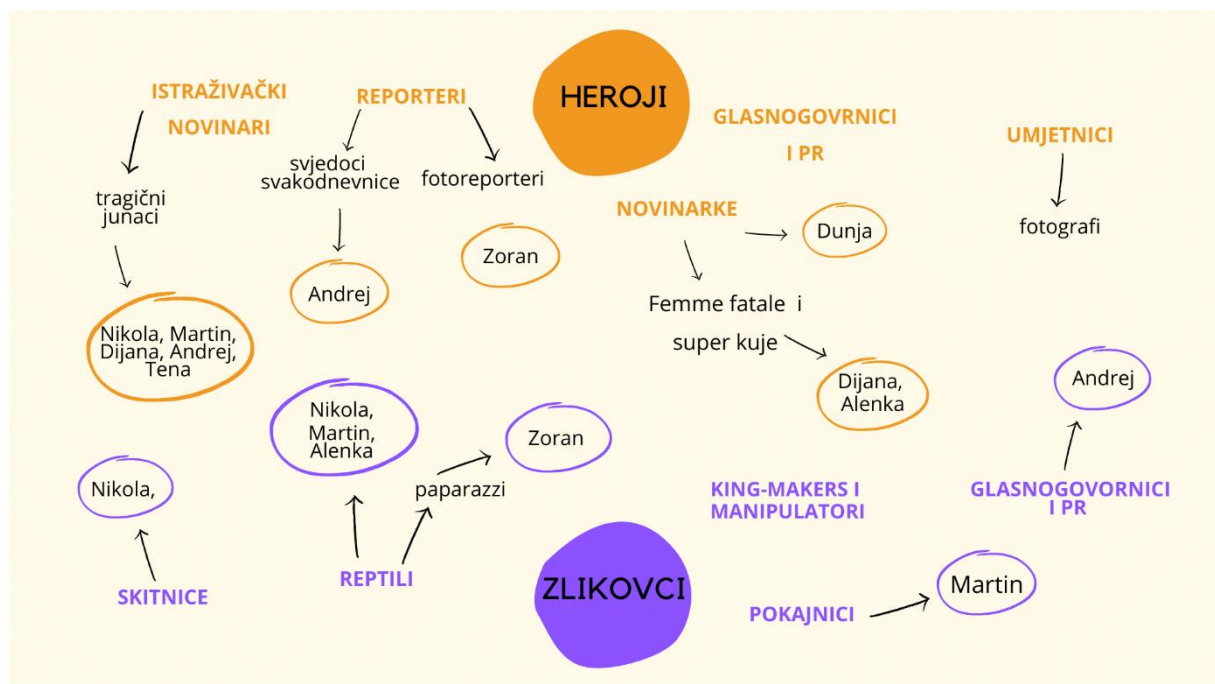 HEROJI
ISTRAŽIVAČKI
NOVINARI
tragični
junaci
Nikola, Martin,
Dijana, Andrej,
Tena
REPORTERI
svjedoci
svakodnevnice
Andrej
fotoreporteri
Zoran
GLASNOGOVRNICI
I PR
NOVINARKE
Dunja
Femme fatale i
super kuje
Dijana,
Alenka
UMJETNICI
fotografi
ZLIKOVCI
Nikola,
SKITNICE
Nikola,
Martin,
Alenka
REPTILI
paparazzi
Zoran
KING-MAKERS I
MANIPULATORI
POKAJNICI
Martin
Andrej
GLASNOGOVORNICI
I PR